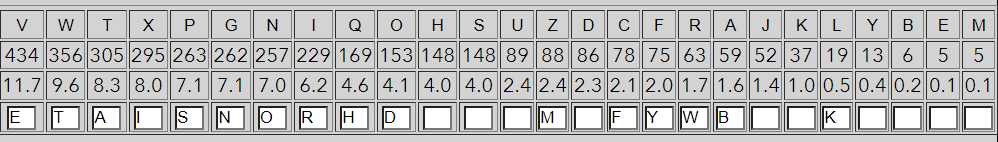 V W T X P G N I Q O H S U Z D C F R A J K L Y B E M
434 356 305 295 263 262 257 229 169 153 148 148 89 88 86 78 75 63 59 52 37 19 13 6 5 5
11.7 9.6 8.3 8.0 7.1 7.1 7.0 6.2 4.6 4.1 4.0 4.0 2.4 2.4 2.3 2.1 2.0 1.7 1.6 1.4 1.0 0.5 0.4 0.2 0.1 0.1
E T A I S N O R H D M F Y W B K